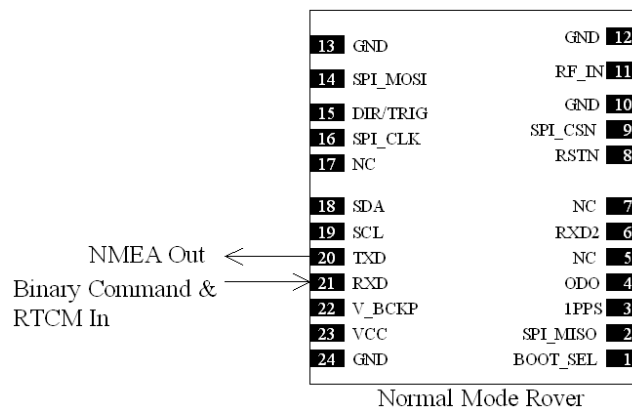 13 GND GND 12
14 SPI_MOSI RF_IN 11
15 DIR/TRIG GND 10
16 SPI_CLK SPI_CSN 9
17 NC RSTN 8
18 SDA NC 7
19 SCL RXD2 6
NMEA Out 20 TXD NC 5
Binary Command & 21 RXD ODO 4
RTCM In 22 V_BCKP 1PPS 3
23 VCC SPI_MISO 2
24 GND BOOT_SEL 1
Normal Mode Rover